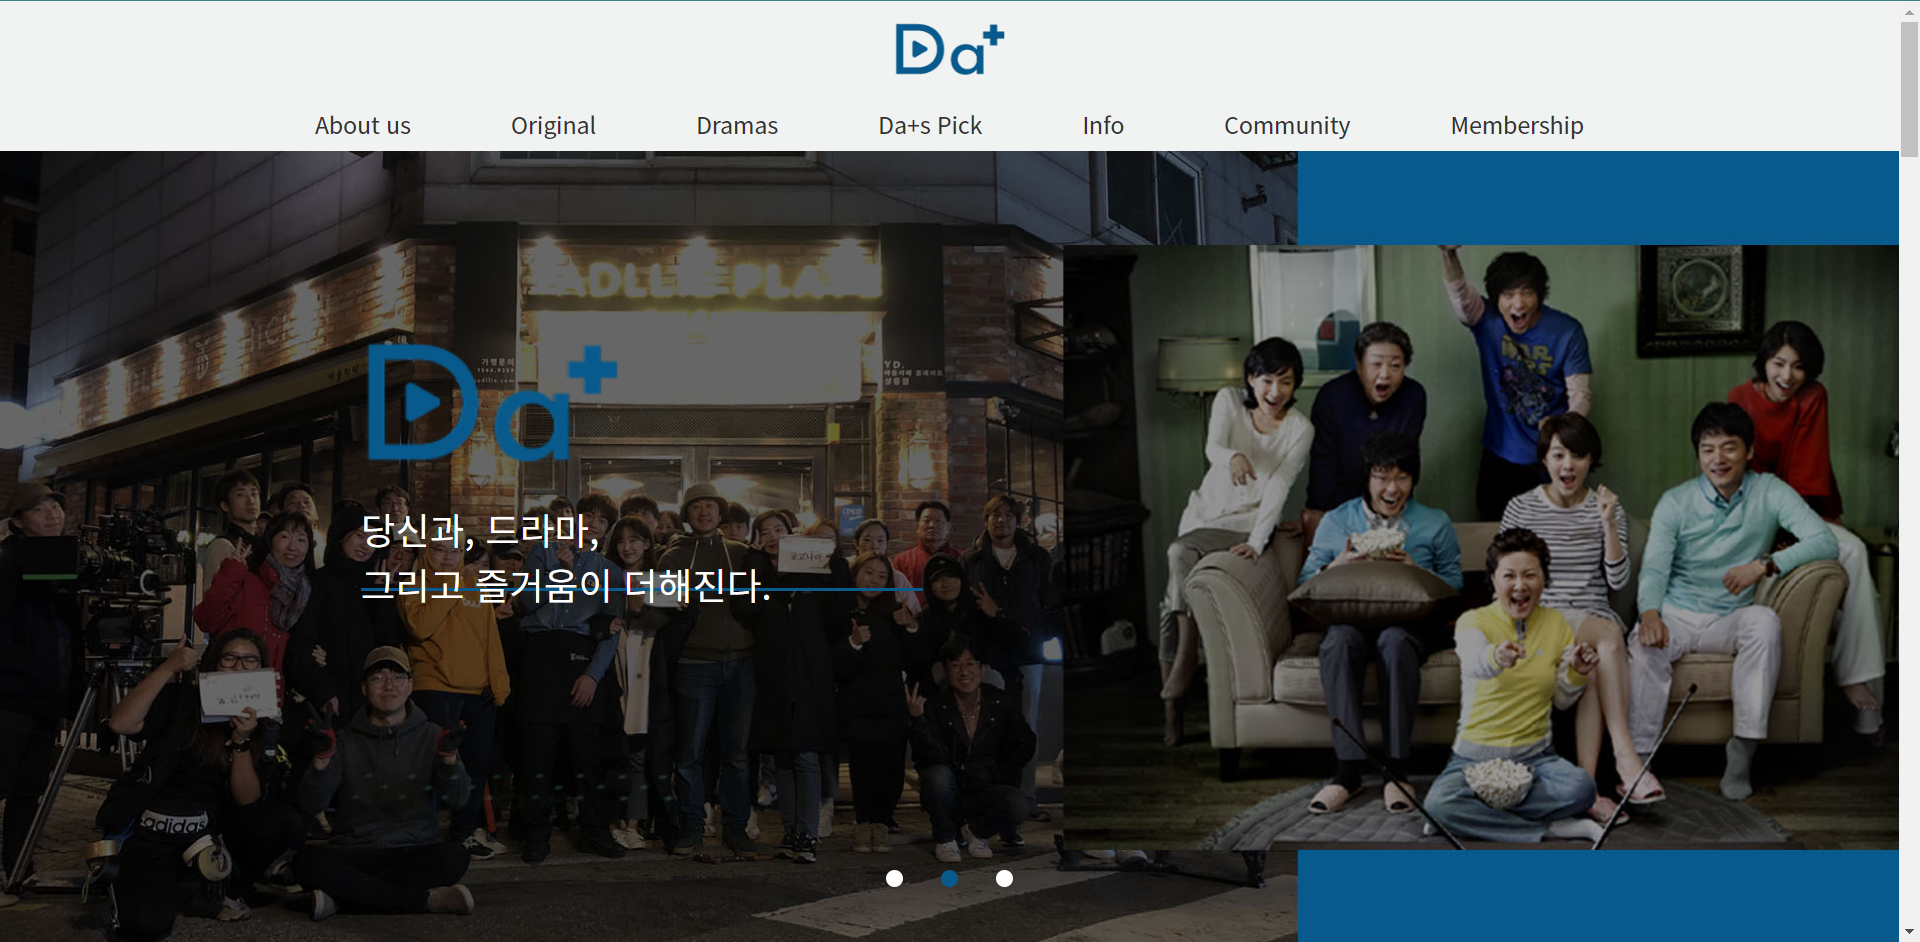 Da+
About us
Original
Dramas
Da+s Pick
Info
Community
Membership
Da+
당신과, 드라마,
그리고 즐거움이 더해진다.
adidas